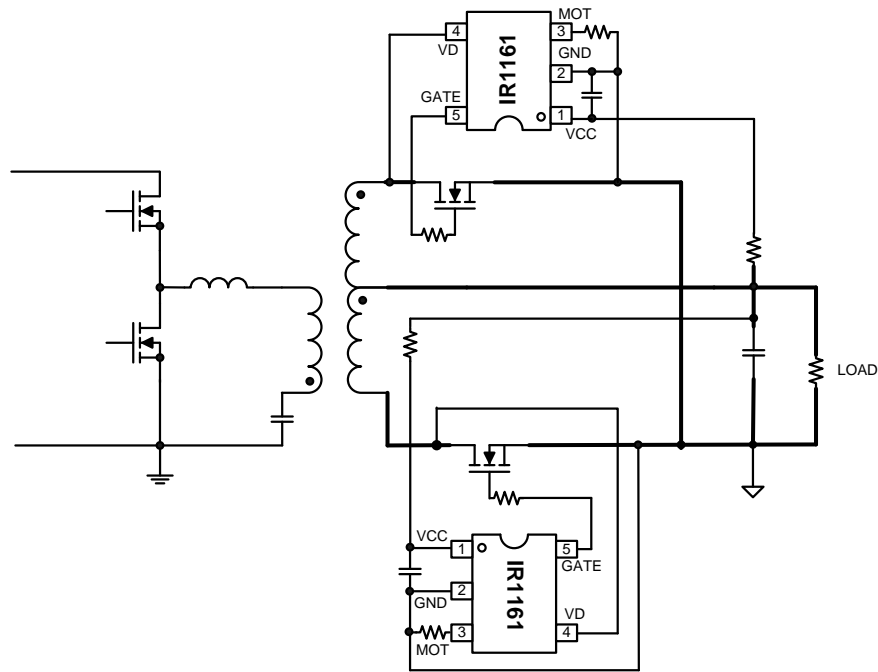 MOT
4
3
VD
GND
IR1161
2
GATE
5
1
VCC
LOAD
VCC
1
5
GATE
GND
2
IR1161
VD
MOT
3
4